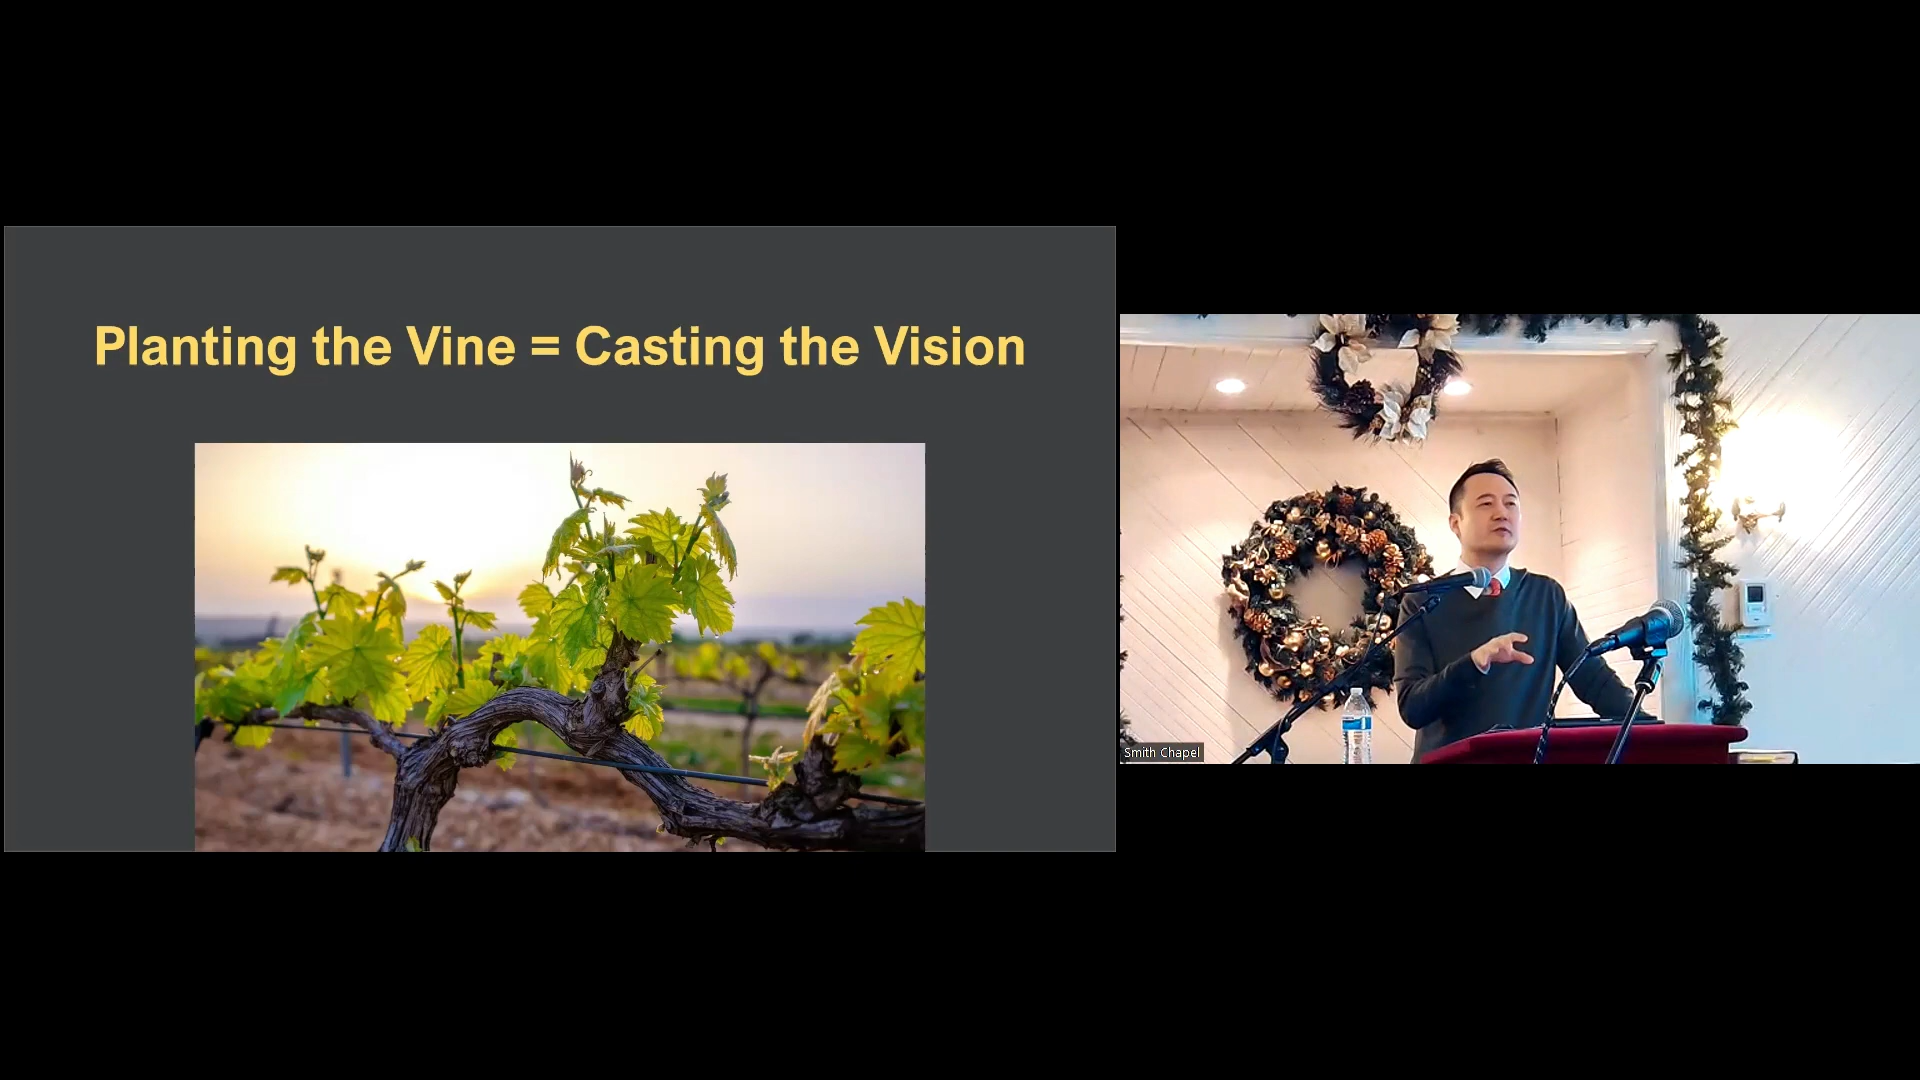 Planting the Vine = Casting the Vision
Smith Chapel